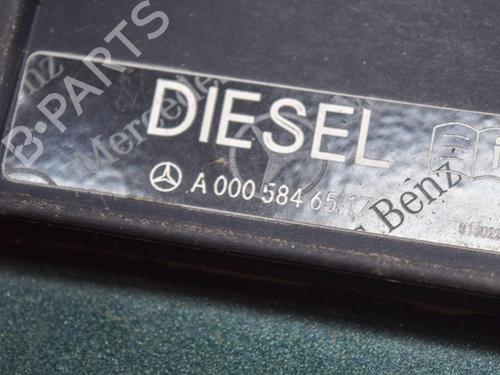 B·PARTS
Mercedes Benz
DIESEL
A 000 584 65 17